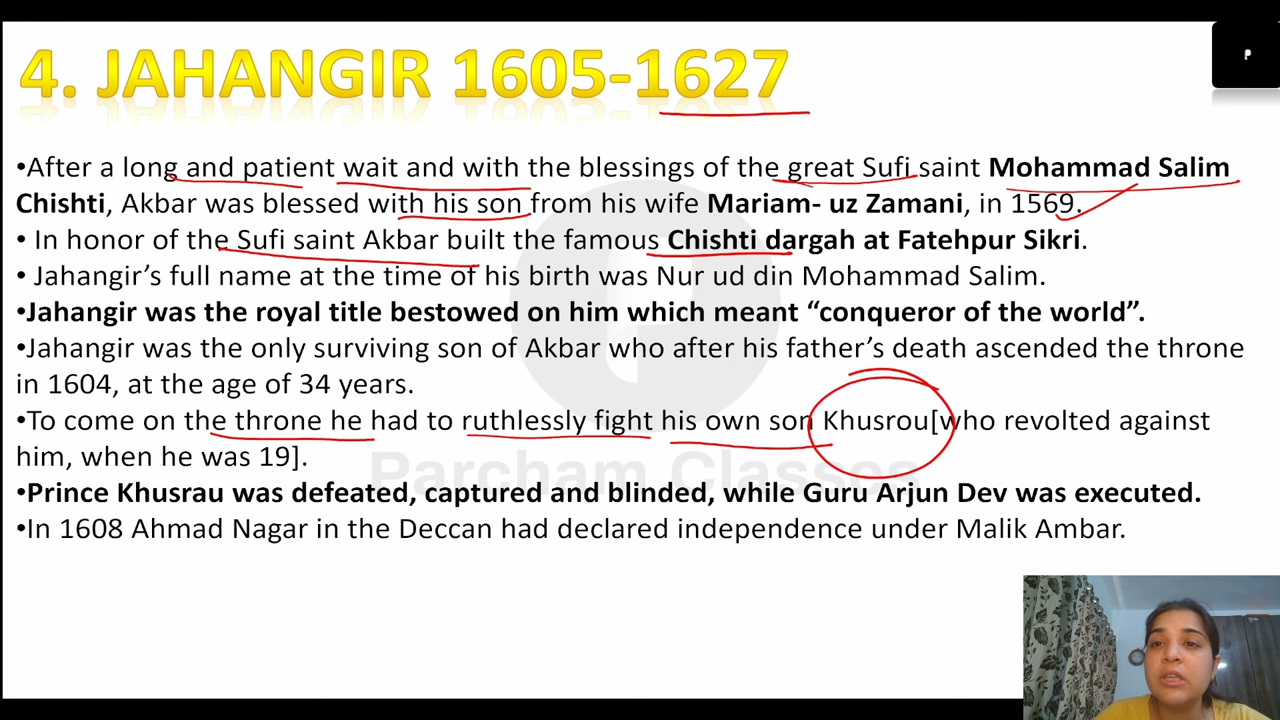 4. JAHANGIR 1605-1627
•After a long and patient wait and with the blessings of the great Sufi saint Mohammad Salim
Chishti, Akbar was blessed with his son from his wife Mariam- uz Zamani, in 1569.
• In honor of the Sufi saint Akbar built the famous Chishti dargah at Fatehpur Sikri.
• Jahangir’s full name at the time of his birth was Nur ud din Mohammad Salim.
•Jahangir was the royal title bestowed on him which meant “conqueror of the world”.
•Jahangir was the only surviving son of Akbar who after his father’s death ascended the throne
in 1604, at the age of 34 years.
•To come on the throne he had to ruthlessly fight his own son Khusrou[who revolted against
him, when he was 19].
Parcham Classes
•Prince Khusrau was defeated, captured and blinded, while Guru Arjun Dev was executed.
•In 1608 Ahmad Nagar in the Deccan had declared independence under Malik Ambar.